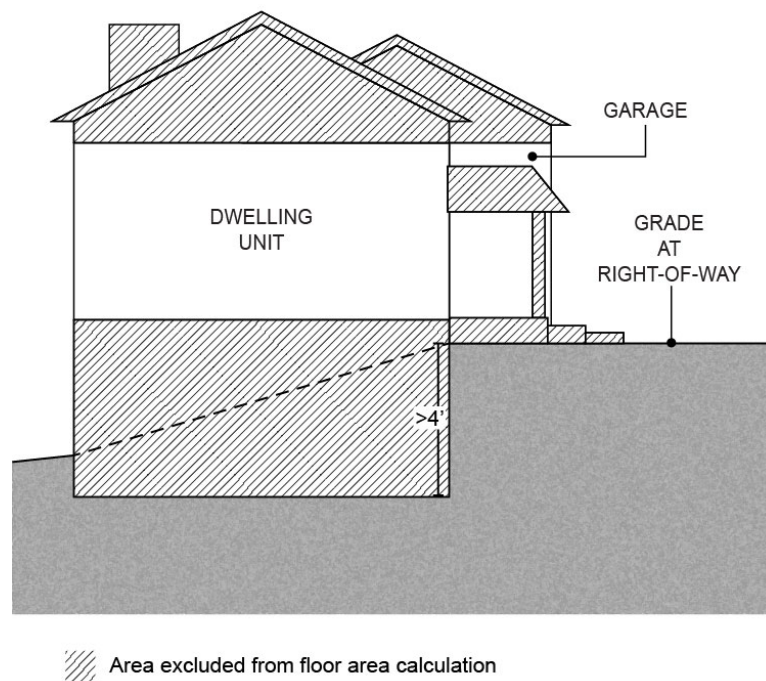 GARAGE
DWELLING
UNIT
GRADE
AT
RIGHT-OF-WAY
>4'
Area excluded from floor area calculation